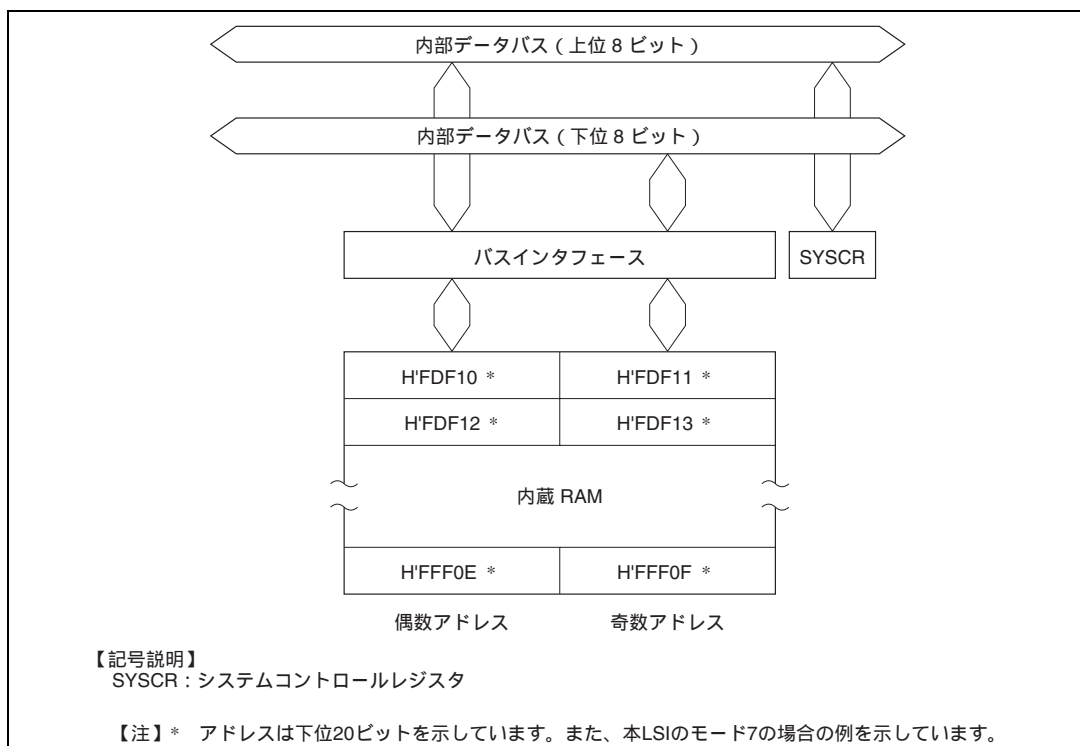 内部データバス（上位 8 ビット）
内部データバス（下位 8 ビット）
バスインタフェース
SYSCR
H'FDF10 * H'FDF11 *
H'FDF12 * H'FDF13 *
内蔵 RAM
H'FFF0E * H'FFF0F *
偶数アドレス 奇数アドレス
【記号説明】
SYSCR：システムコントロールレジスタ
【注】* アドレスは下位20ビットを示しています。また、本LSIのモード7の場合の例を示しています。